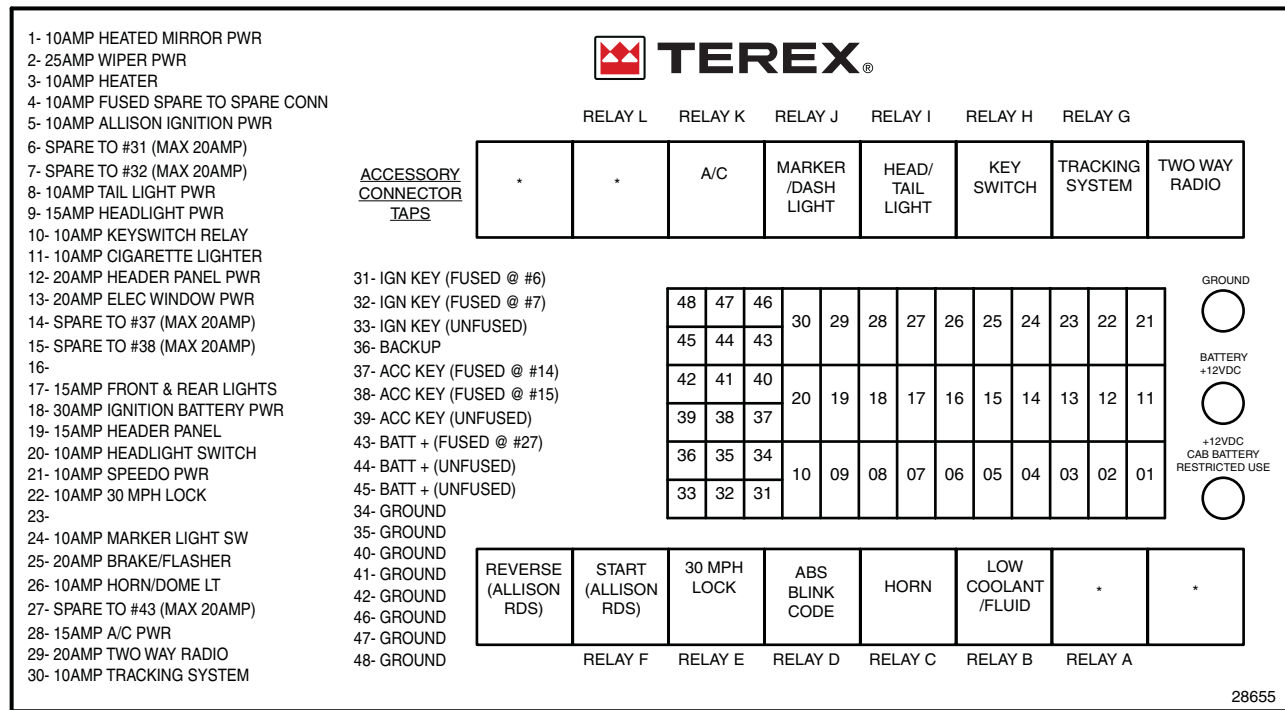 1- 10AMP HEATED MIRROR PWR
2- 25AMP WIPER PWR
3- 10AMP HEATER
4- 10AMP FUSED SPARE TO SPARE CONN
5- 10AMP ALLISON IGNITION PWR
6- SPARE TO #31 (MAX 20AMP)
7- SPARE TO #32 (MAX 20AMP)
8- 10AMP TAIL LIGHT PWR
9- 15AMP HEADLIGHT PWR
10- 10AMP KEYSWITCH RELAY
11- 10AMP CIGARETTE LIGHTER
12- 20AMP HEADER PANEL PWR
13- 20AMP ELEC WINDOW PWR
14- SPARE TO #37 (MAX 20AMP)
15- SPARE TO #38 (MAX 20AMP)
16-
17- 15AMP FRONT & REAR LIGHTS
18- 30AMP IGNITION BATTERY PWR
19- 15AMP HEADER PANEL
20- 10AMP HEADLIGHT SWITCH
21- 10AMP SPEEDO PWR
22- 10AMP 30 MPH LOCK
23-
24- 10AMP MARKER LIGHT SW
25- 20AMP BRAKE/FLASHER
26- 10AMP HORN/DOME LT
27- SPARE TO #43 (MAX 20AMP)
28- 15AMP A/C PWR
29- 20AMP TWO WAY RADIO
30- 10AMP TRACKING SYSTEM
TEREX®
RELAY L RELAY K RELAY J RELAY I RELAY H RELAY G
ACCESSORY
CONNECTOR
TAPS
*
*
A/C
MARKER
/DASH
LIGHT
HEAD/
TAIL
LIGHT
KEY
SWITCH
TRACKING
SYSTEM
TWO WAY
RADIO
31- IGN KEY (FUSED @ #6)
32- IGN KEY (FUSED @ #7)
33- IGN KEY (UNFUSED)
36- BACKUP
37- ACC KEY (FUSED @ #14)
38- ACC KEY (FUSED @ #15)
39- ACC KEY (UNFUSED)
43- BATT + (FUSED @ #27)
44- BATT + (UNFUSED)
45- BATT + (UNFUSED)
34- GROUND
35- GROUND
40- GROUND
41- GROUND
42- GROUND
46- GROUND
47- GROUND
48- GROUND
48 47 46
45 44 43
30 29 28 27 26 25 24 23 22 21
42 41 40
39 38 37
20 19 18 17 16 15 14 13 12 11
36 35 34
33 32 31
10 09 08 07 06 05 04 03 02 01
GROUND
BATTERY
+12VDC
+12VDC
CAB BATTERY
RESTRICTED USE
REVERSE
(ALLISON
RDS)
START
(ALLISON
RDS)
30 MPH
LOCK
ABS
BLINK
CODE
HORN
LOW
COOLANT
/FLUID
*
*
RELAY F RELAY E RELAY D RELAY C RELAY B RELAY A
28655